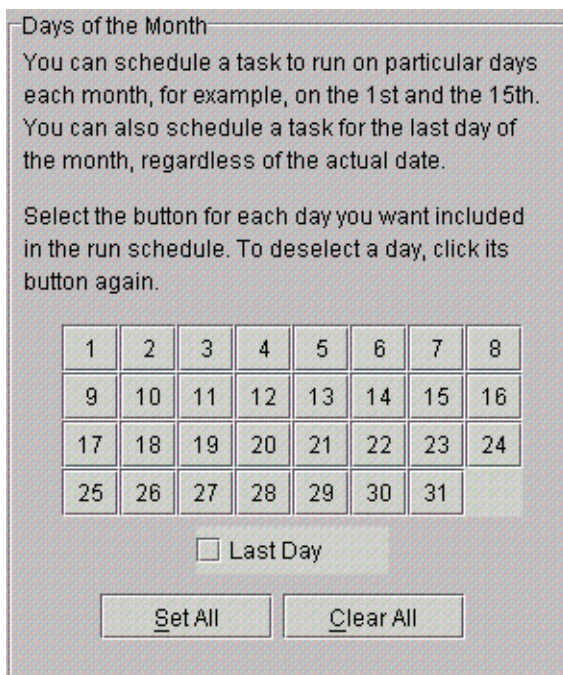 Days of the Month
You can schedule a task to run on particular days
each month, for example, on the 1st and the 15th.
You can also schedule a task for the last day of
the month, regardless of the actual date.
Select the button for each day you want included
in the run schedule. To deselect a day, click its
button again.
1 2 3 4 5 6 7 8
9 10 11 12 13 14 15 16
17 18 19 20 21 22 23 24
25 26 27 28 29 30 31
Last Day
Set All Clear All